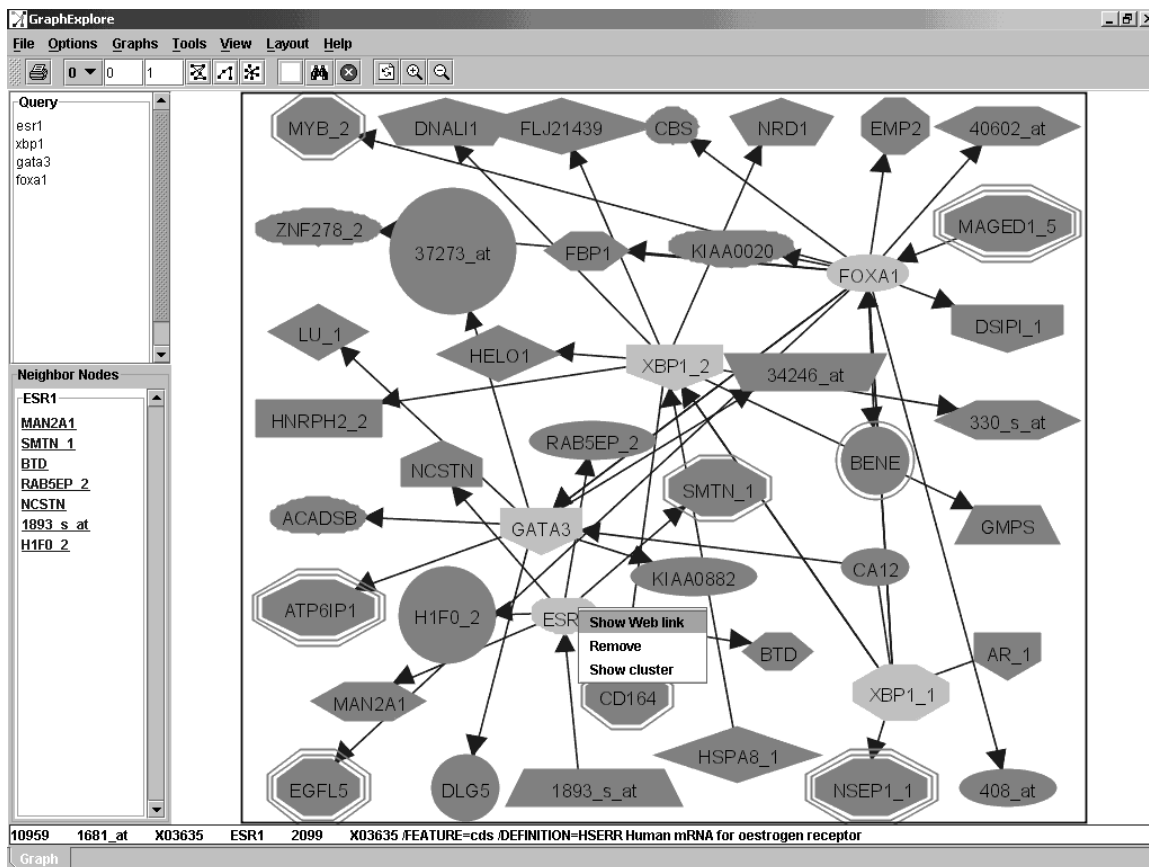 GraphExplore
File Options Graphs Tools View Layout Help
0 0 1
Query
esr1
xbp1
gata3
foxa1
Neighbor Nodes
ESR1
MAN2A1
SMTN_1
BTD
RAB5EP_2
NCSTN
1893_s_at
H1F0_2
MYB_2 DNALI1 FLJ21439 CBS NRD1 EMP2 40602_at
MAGED1_5
ZNF278_2 37273_at FBP1 KIAA0020
FOXA1
LU_1 DSIPI_1
HELO1 XBP1_2 34246_at
HNRPH2_2 330_s_at
RAB5EP_2
NCSTN SMTN_1 BENE
ACADSB GATA3 GMPS
KIAA0882 CA12
ATP6IP1 H1F0_2 ESR
Show Web link
Remove
Show cluster
BTD AR_1
MAN2A1 CD164 XBP1_1
HSPA8_1
EGFL5 DLG5 1893_s_at NSEP1_1 408_at
10959 1681_at X03635 ESR1 2099 X03635 /FEATURE=cds /DEFINITION=HSERR Human mRNA for oestrogen receptor
Graph